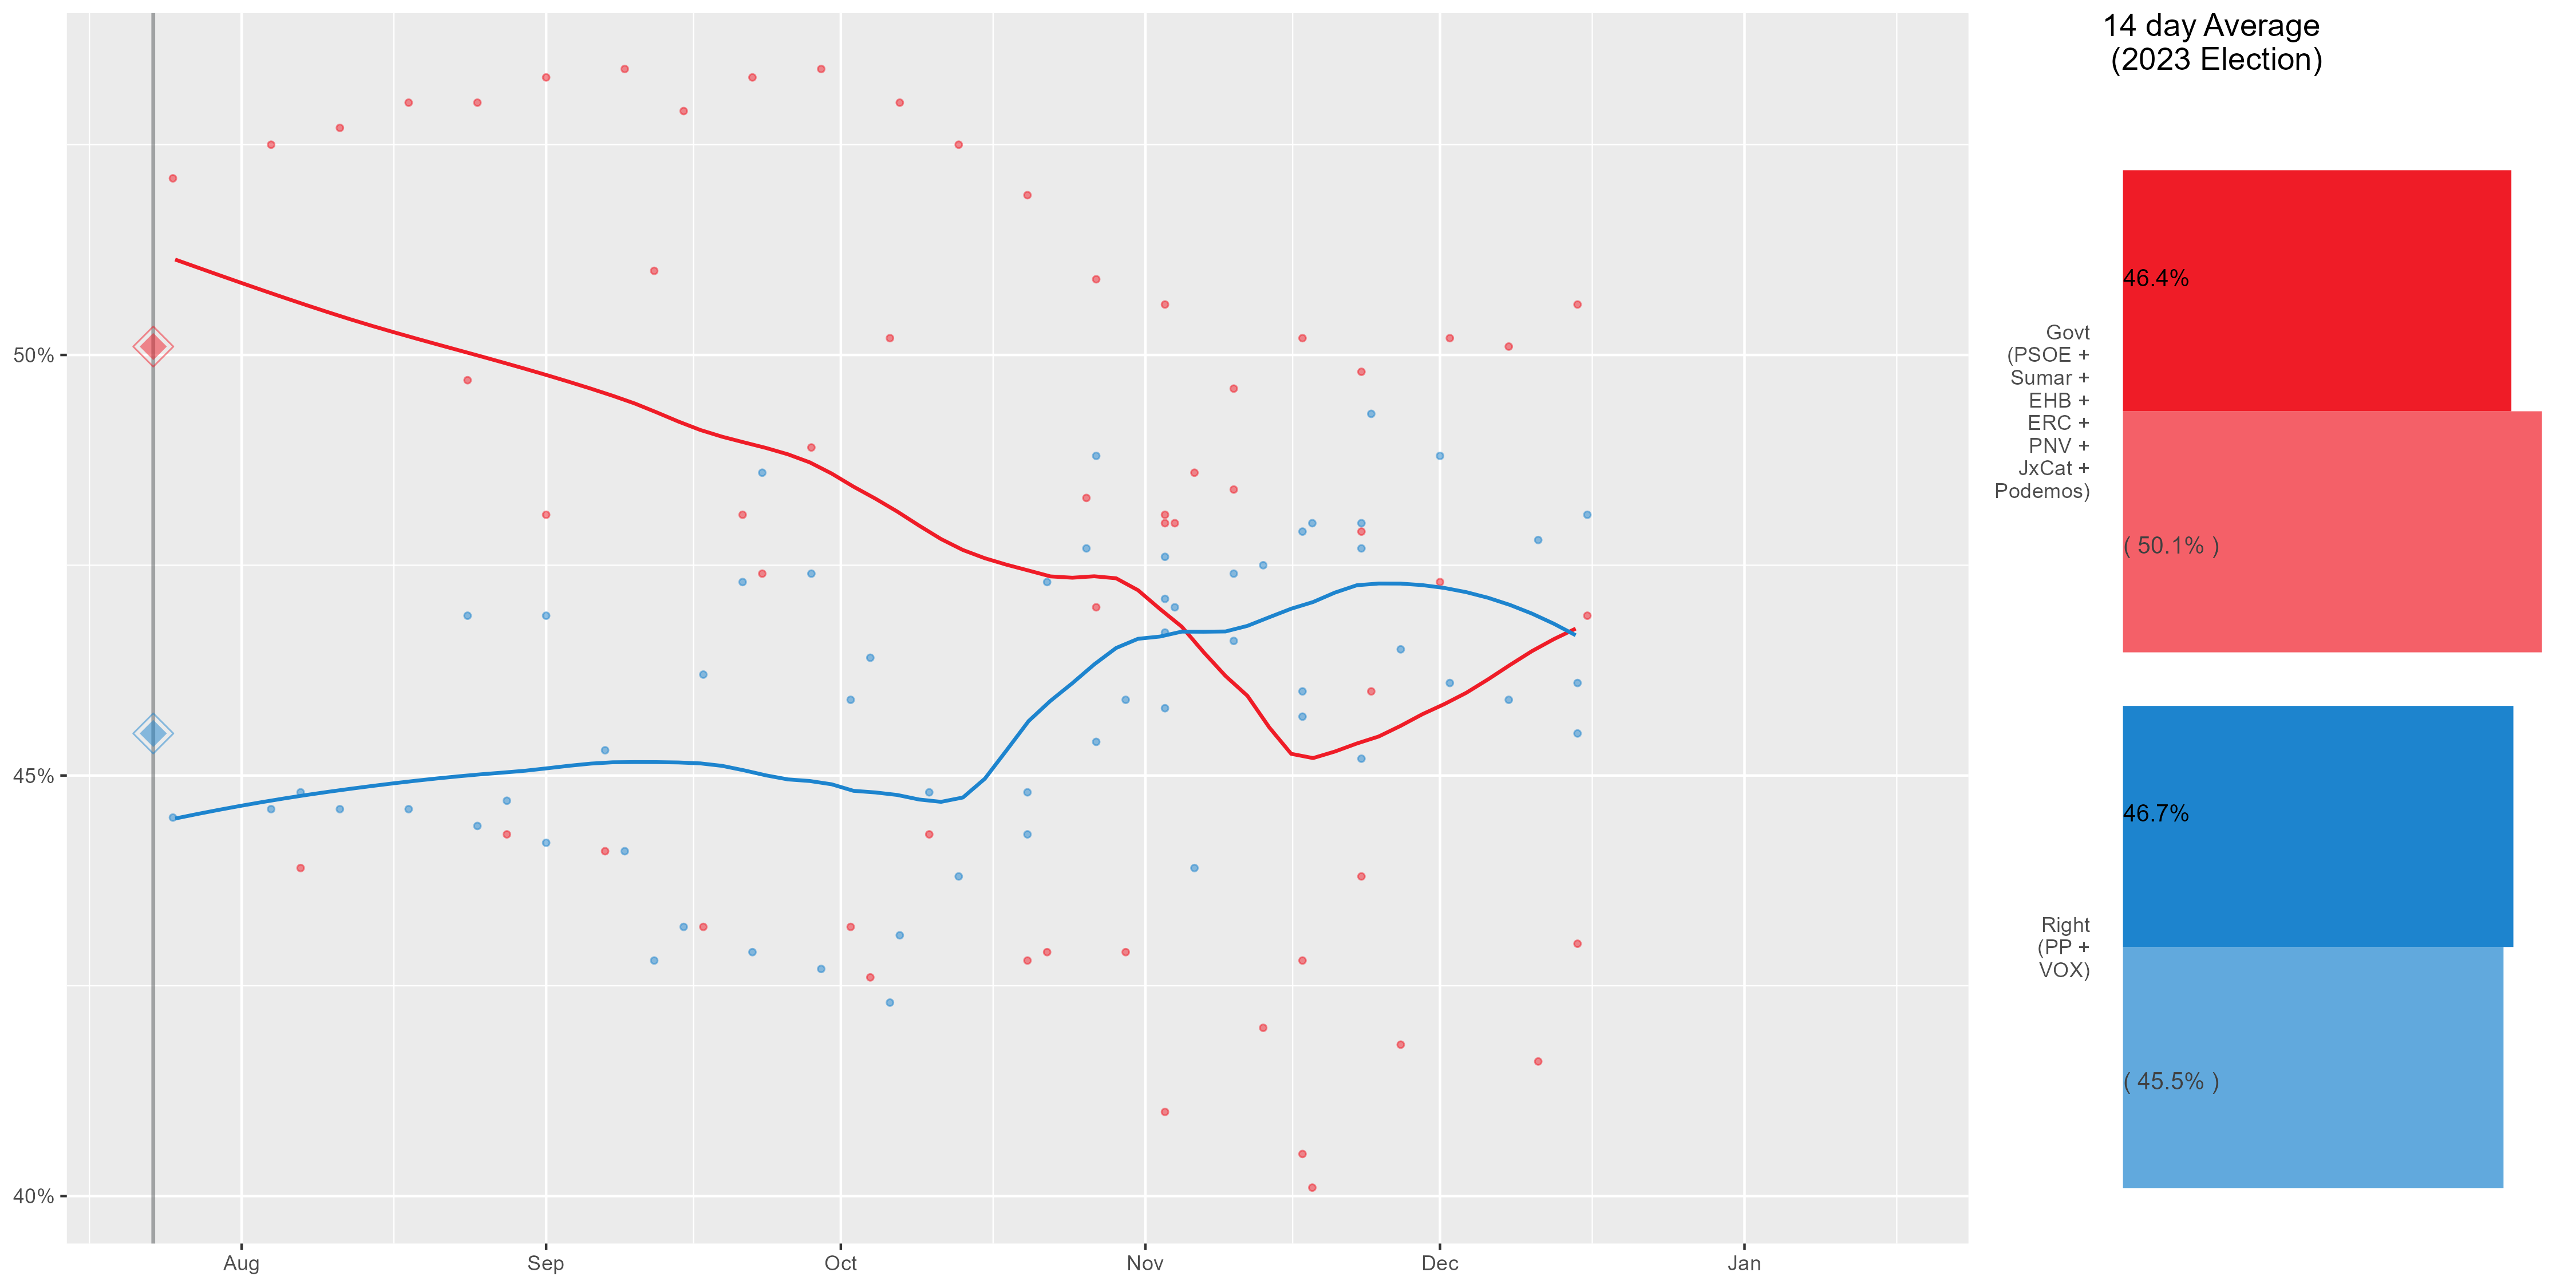 14 day Average
(2023 Election)
50%
45%
40%
Aug
Sep
Oct
Nov
Dec
Jan
Govt
(PSOE +
Sumar +
EHB +
ERC +
PNV +
JxCat +
Podemos)
46.4%
( 50.1% )
Right
(PP +
VOX)
46.7%
( 45.5% )